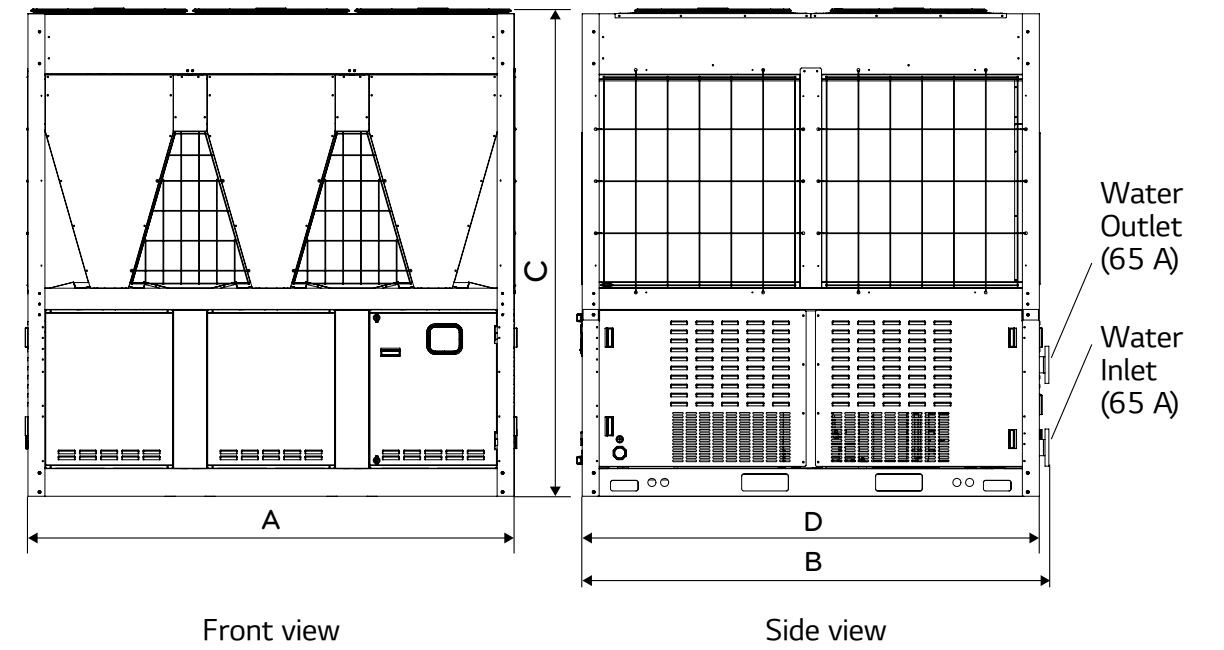 Water
Outlet
(65 A)
Water
Inlet
(65 A)
C
A
D
B
Front view
Side view